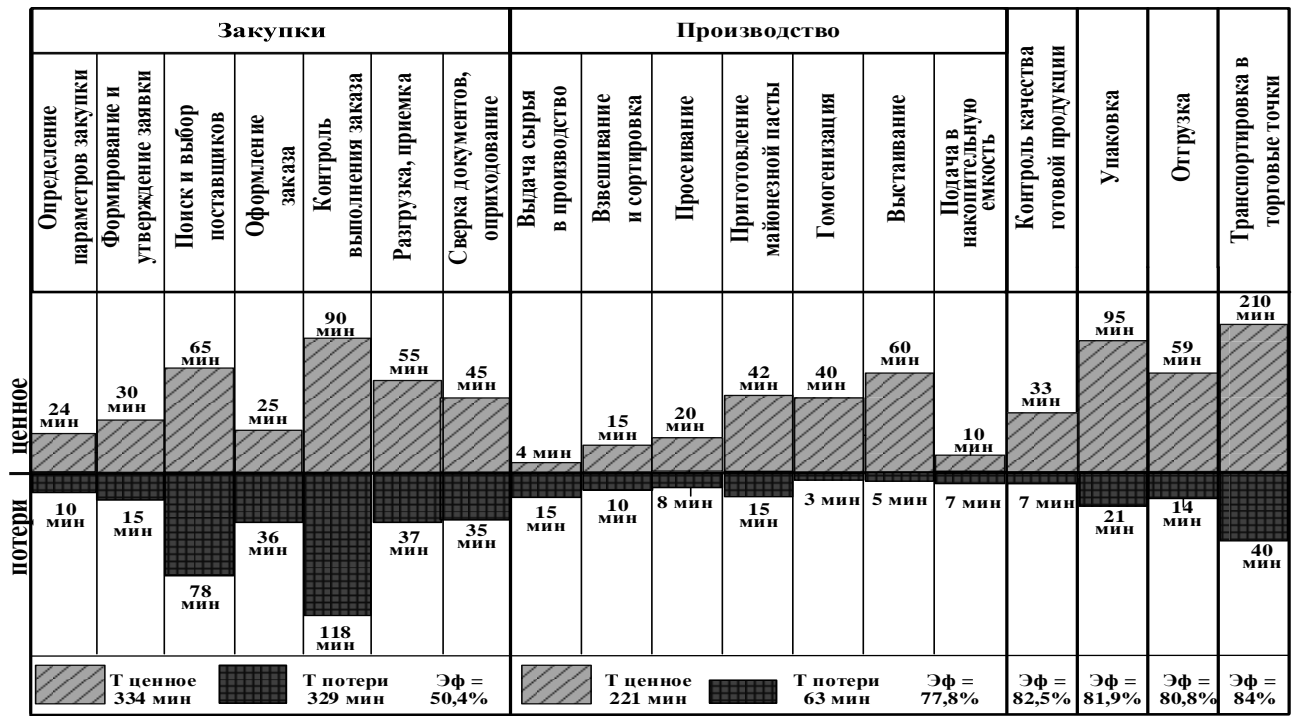 Закупки
Производство
Определение
параметров закупки
Формирование и
утверждение заявки
Поиск и выбор
поставщиков
Оформление
заказа
Контроль
выполнения заказа
Разгрузка, приемка
Сверка документов,
оприходование
Выдача сырья
в производство
Взвешивание
и сортировка
Просеивание
Приготовление
майонезной пасты
Гомогенизация
Выстаивание
Подача в
накопительную
емкость
Контроль качества
готовой продукции
Упаковка
Отгрузка
Транспортировка в
торговые точки
ценное
24
мин
30
мин
65
мин
25
мин
90
мин
55
мин
45
мин
4 мин
15
мин
20
мин
42
мин
40
мин
60
мин
10
мин
33
мин
95
мин
59
мин
210
мин
потери
10
мин
15
мин
78
мин
36
мин
118
мин
37
мин
35
мин
15
мин
10
мин
8 мин
15
мин
3 мин
5 мин
7 мин
7 мин
21
мин
14
мин
40
мин
Т ценное
334 мин
Т потери
329 мин
Эф =
50,4%
Т ценное
221 мин
Т потери
63 мин
Эф =
77,8%
Эф =
82,5%
Эф =
81,9%
Эф =
80,8%
Эф =
84%